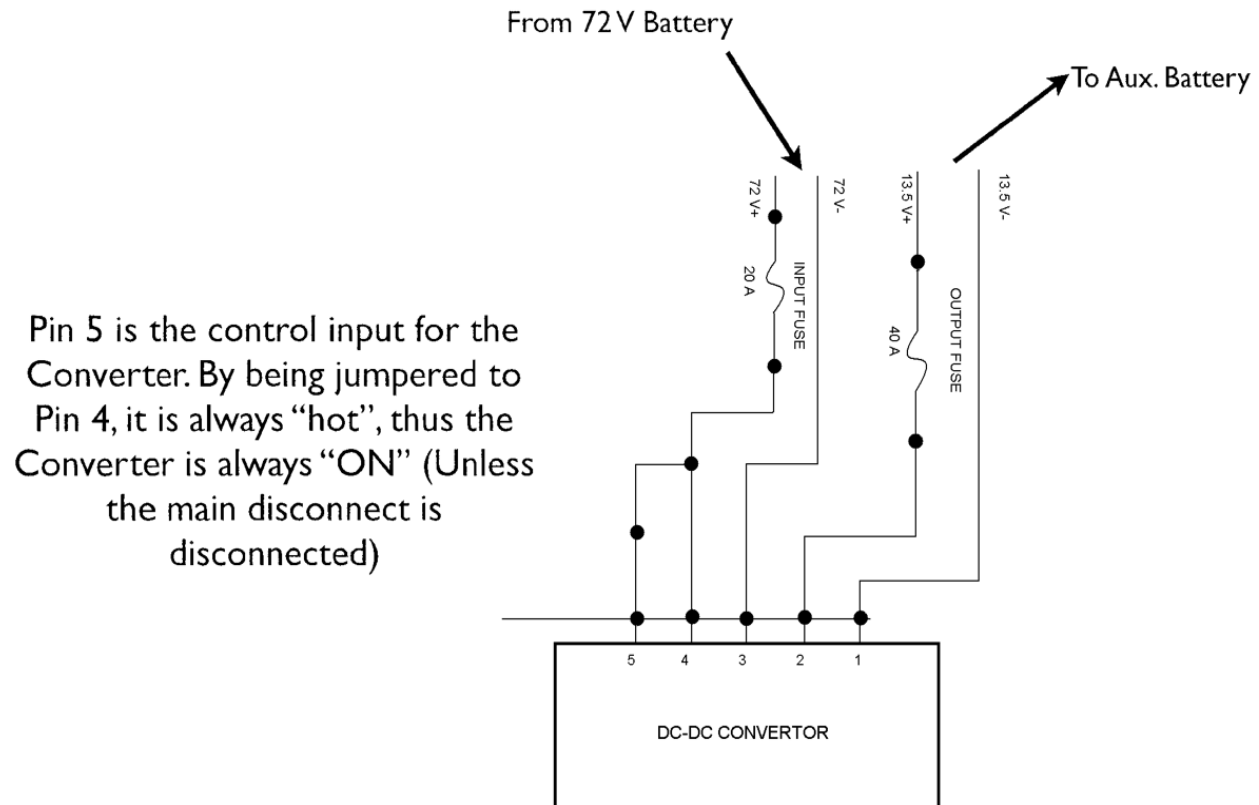 From 72 V Battery
To Aux. Battery
72 V+
72 V-
13.5 V+
13.5 V-
INPUT FUSE
20 A
OUTPUT FUSE
40 A
Pin 5 is the control input for the
Converter. By being jumpered to
Pin 4, it is always “hot”, thus the
Converter is always “ON” (Unless
the main disconnect is
disconnected)
5 4 3 2 1
DC-DC CONVERTOR